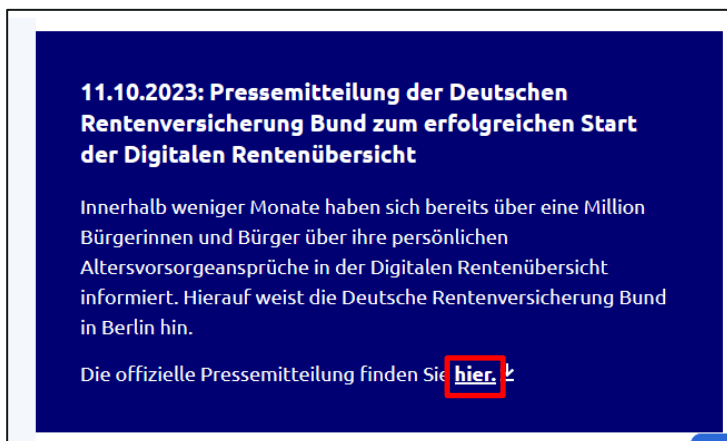 11.10.2023: Pressemitteilung der Deutschen
Rentenversicherung Bund zum erfolgreichen Start
der Digitalen Rentenübersicht
Innerhalb weniger Monate haben sich bereits über eine Million
Bürgerinnen und Bürger über ihre persönlichen
Altersvorsorgeansprüche in der Digitalen Rentenübersicht
informiert. Hierauf weist die Deutsche Rentenversicherung Bund
in Berlin hin.
Die offizielle Pressemitteilung finden Sie hier.